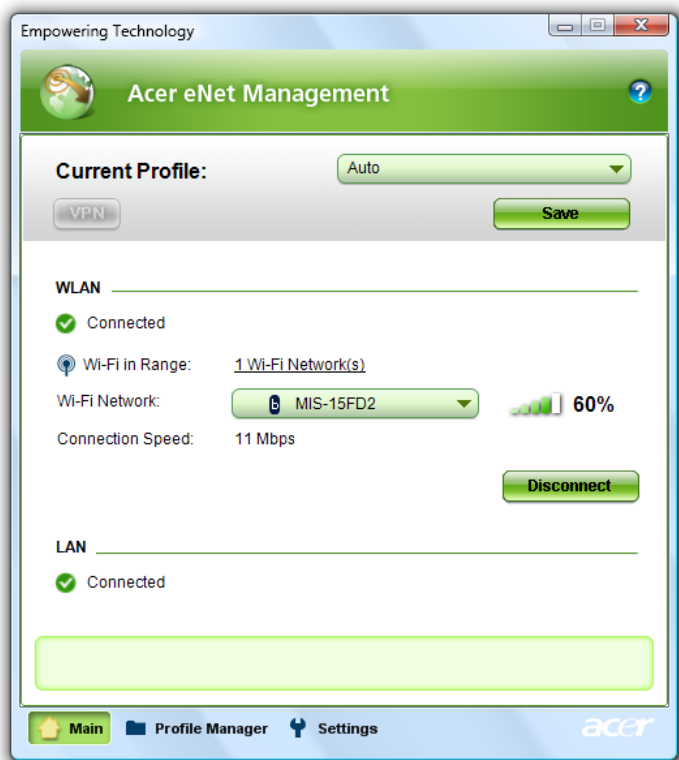 Empowering Technology
Acer eNet Management
?
Current Profile:
Auto
VPN
Save
WLAN
Connected
Wi-Fi in Range: 1 Wi-Fi Network(s)
Wi-Fi Network: b MIS-15FD2 60%
Connection Speed: 11 Mbps
Disconnect
LAN
Connected
Main Profile Manager Settings acer